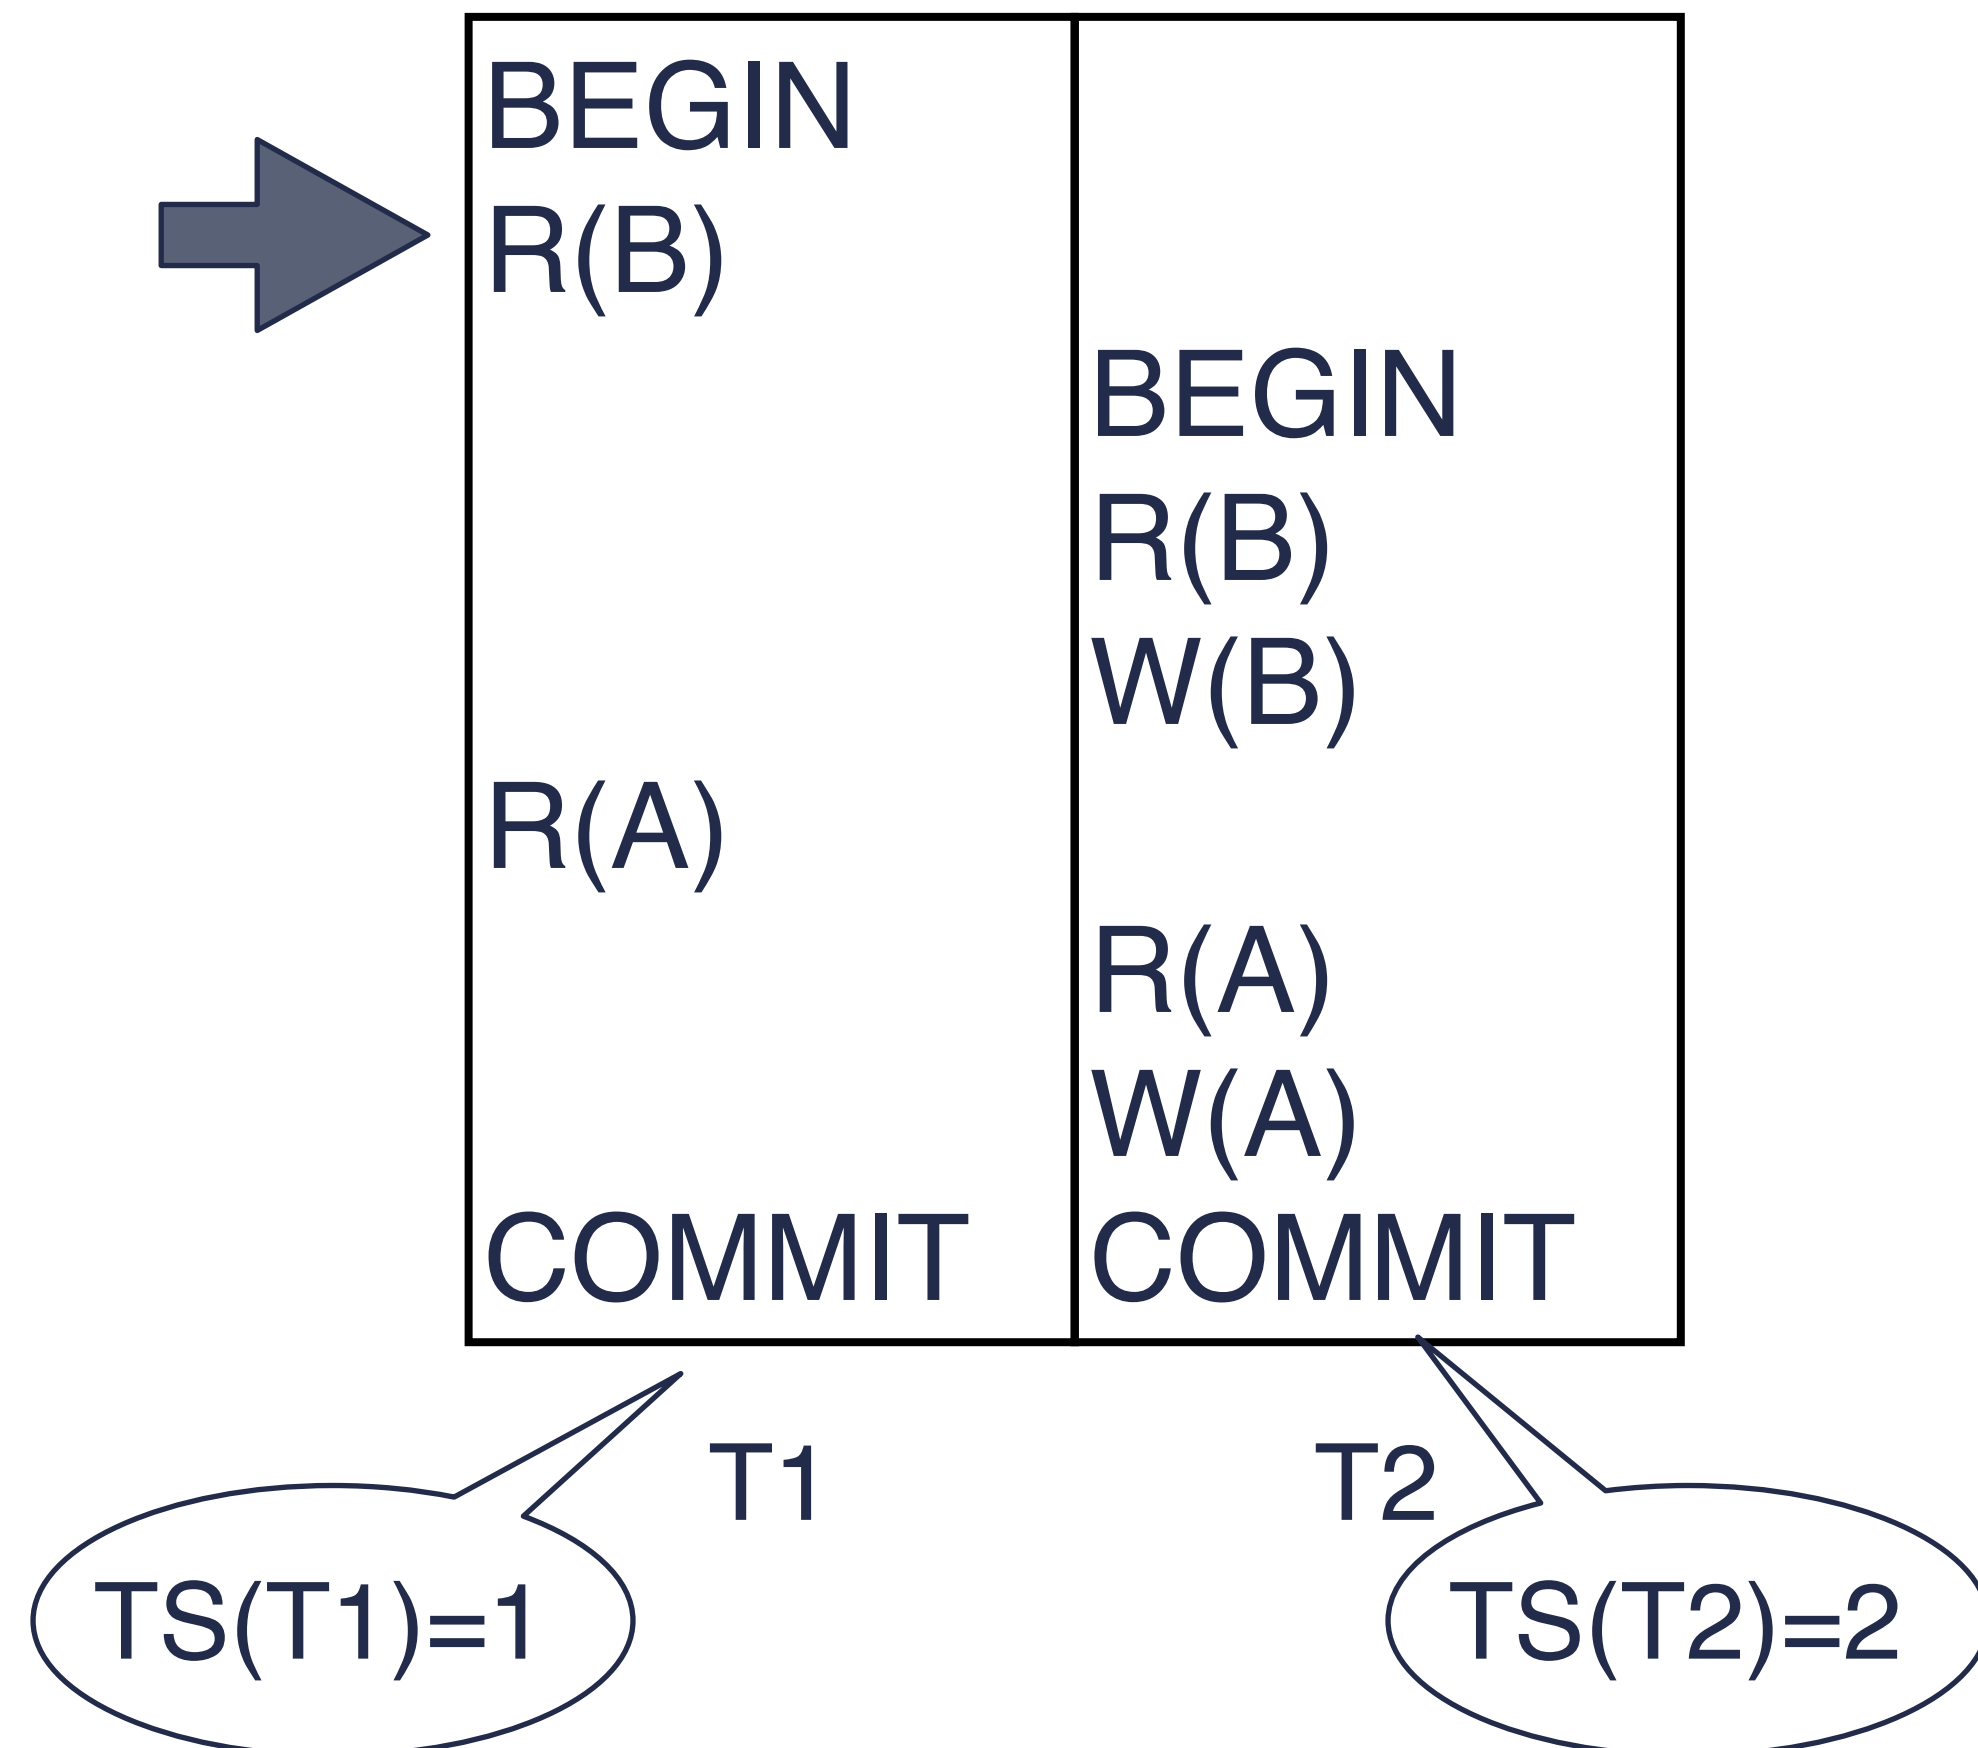 BEGIN
R(B)
BEGIN
R(B)
W(B)
R(A)
R(A)
W(A)
COMMIT COMMIT
T1 T2
TS(T1)=1 TS(T2)=2